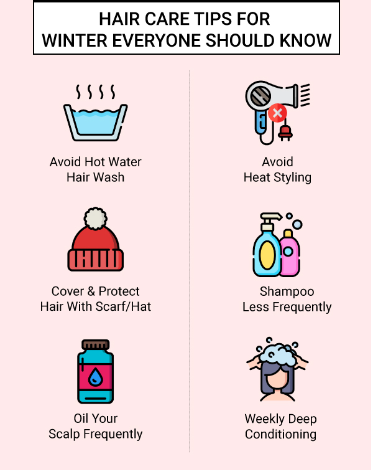 HAIR CARE TIPS FOR
WINTER EVERYONE SHOULD KNOW
Avoid Hot Water
Hair Wash
Avoid
Heat Styling
Cover & Protect
Hair With Scarf/Hat
Shampoo
Less Frequently
Oil Your
Scalp Frequently
Weekly Deep
Conditioning